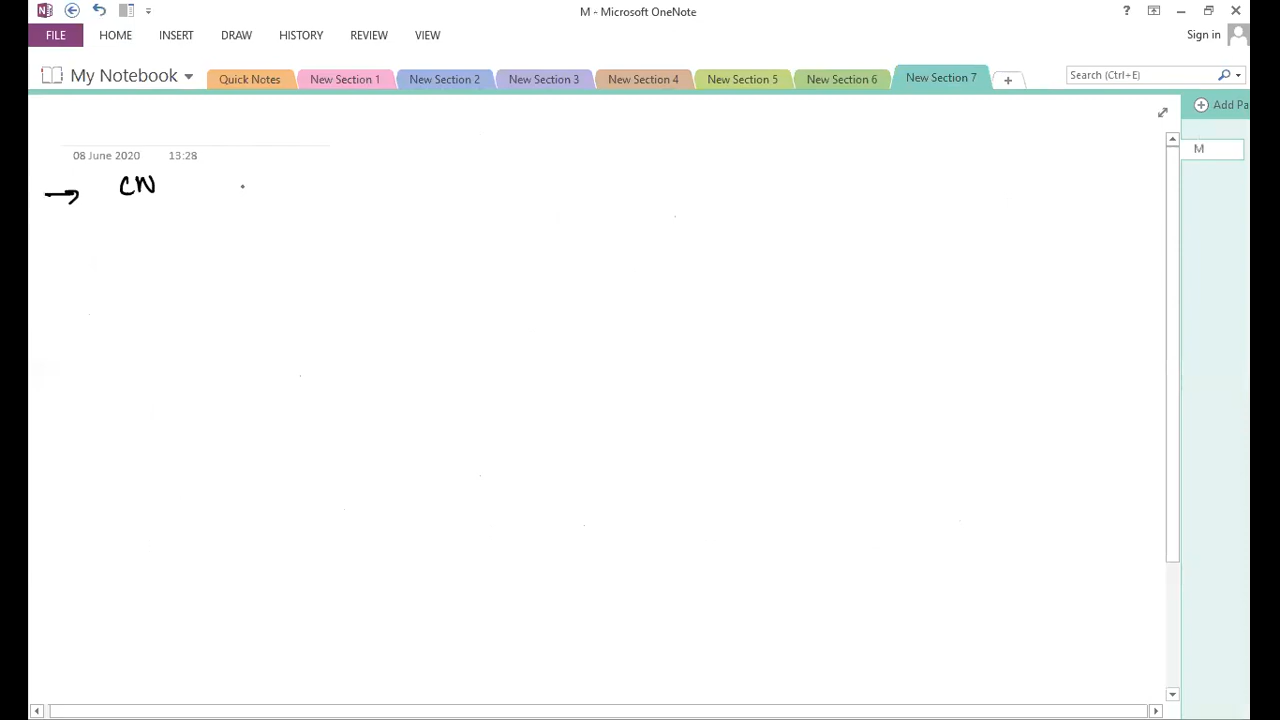 M - Microsoft OneNote
?
FILE HOME INSERT DRAW HISTORY REVIEW VIEW Sign in
My Notebook Quick Notes New Section 1 New Section 2 New Section 3 New Section 4 New Section 5 New Section 6 New Section 7 + Search (Ctrl+E)
+ Add Pa
M
08 June 2020 13:28
→ CN